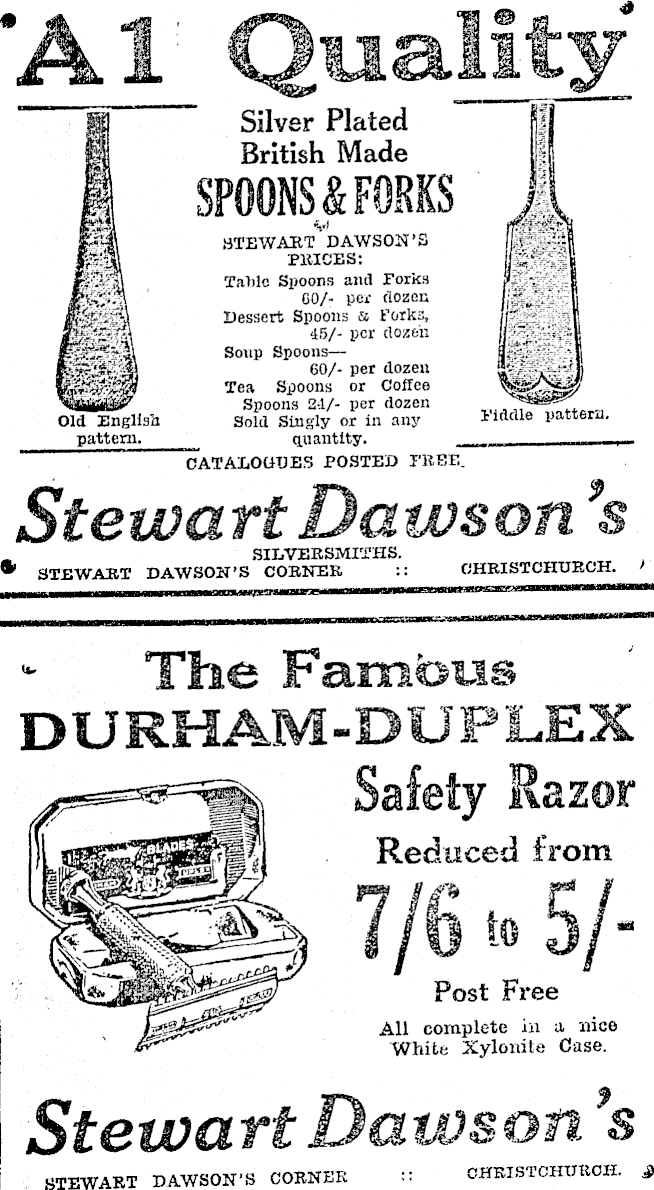 A1 Quality
Silver Plated
British Made
SPOONS & FORKS
STEWART DAWSON'S
PRICES:
Table Spoons and Forks
60/- per dozen
Dessert Spoons & Forks,
45/- per dozen
Soup Spoons—
60/- per dozen
Tea Spoons or Coffee
Spoons 24/- per dozen
Sold Singly or in any
quantity.
Old English
pattern.
Fiddle pattern.
CATALOGUES POSTED FREE.
Stewart Dawson's
SILVERSMITHS.
STEWART DAWSON'S CORNER :: CHRISTCHURCH.
The Famous
DURHAM-DUPLEX
Safety Razor
Reduced from
7/6 to 5/-
Post Free
All complete in a nice
White Xylonite Case.
BLADES
Stewart Dawson's
STEWART DAWSON'S CORNER :: CHRISTCHURCH.